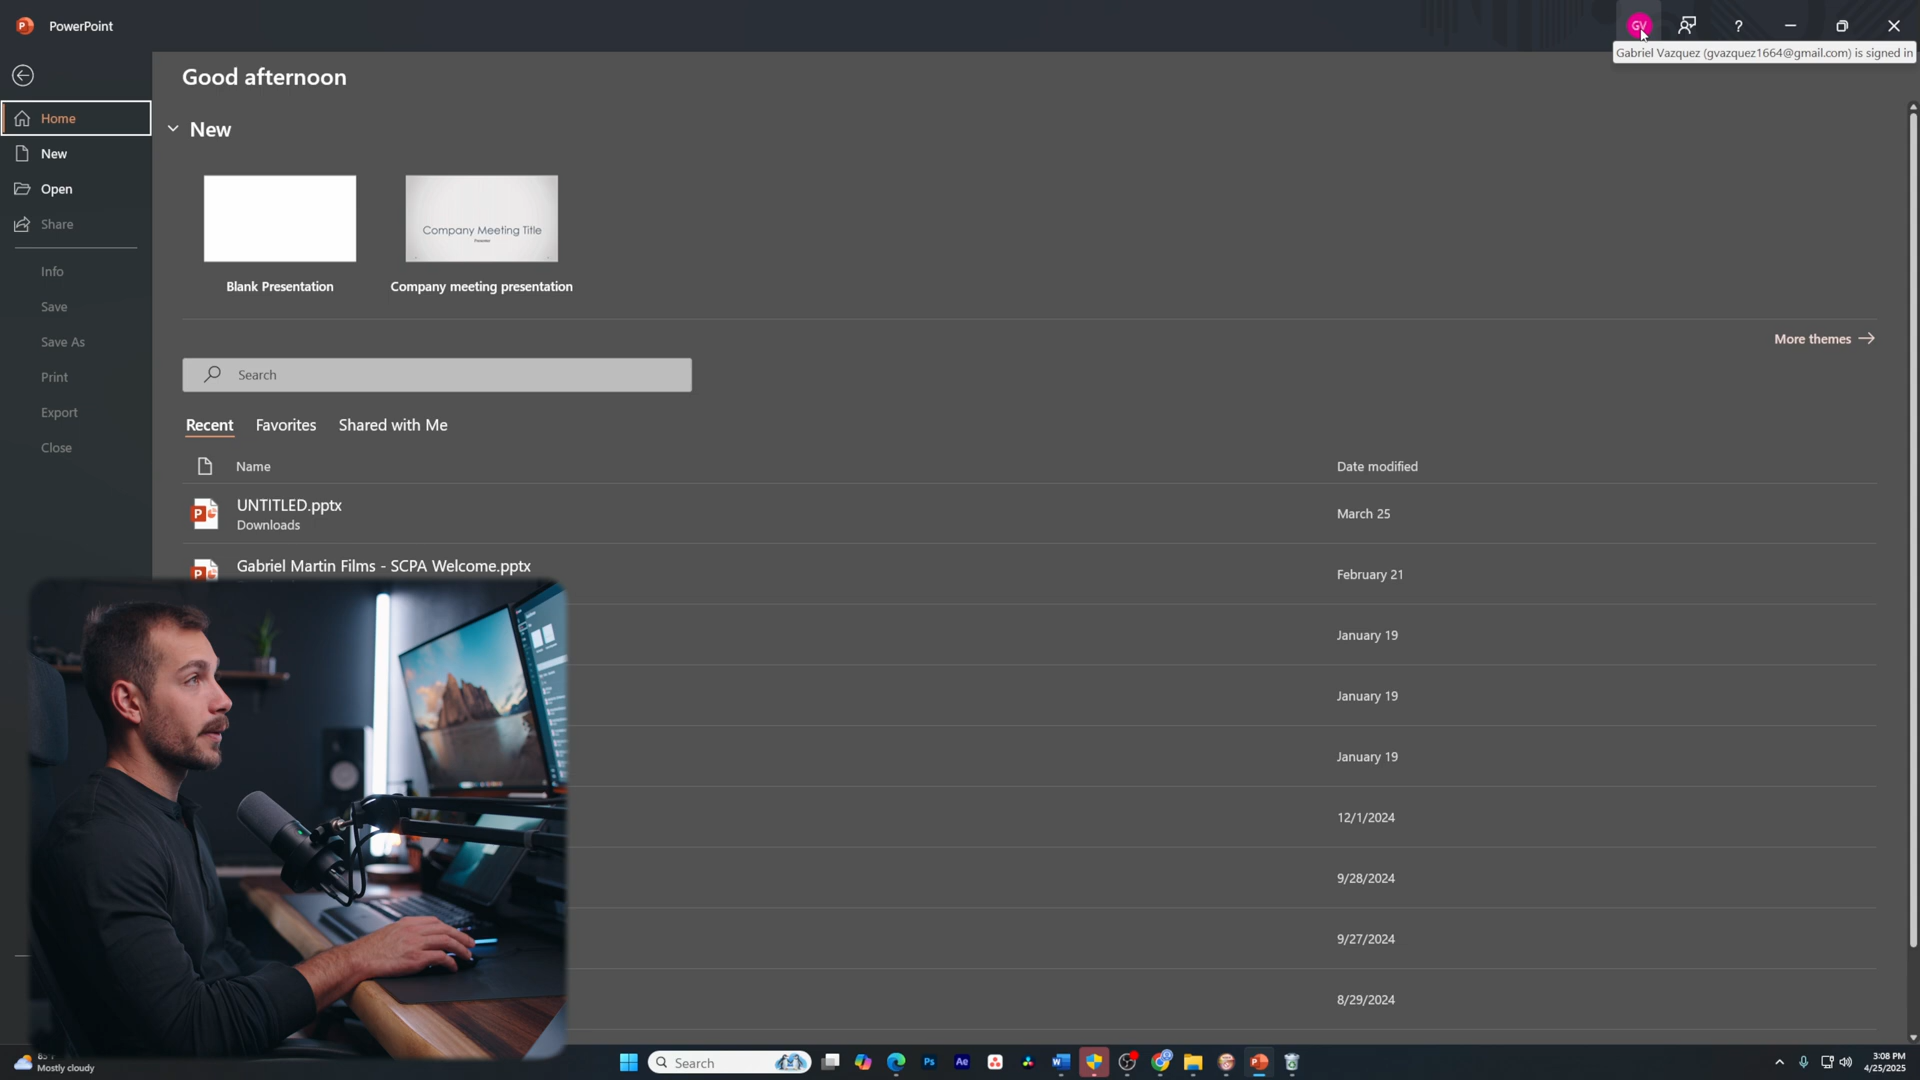 PowerPoint
GV
?
Gabriel Vazquez (gvazquez1664@gmail.com) is signed in
Good afternoon
Home
New
Open
Share
Info
Save
Save As
Print
Export
Close
New
Company Meeting Title
Presenter
Blank Presentation
Company meeting presentation
More themes
Search
Recent Favorites Shared with Me
Name Date modified
UNTITLED.pptx
Downloads
March 25
Gabriel Martin Films - SCPA Welcome.pptx
February 21
January 19
January 19
January 19
12/1/2024
9/28/2024
9/27/2024
8/29/2024
Mostly cloudy
Search
Ps
Ae
3:08 PM
4/25/2025